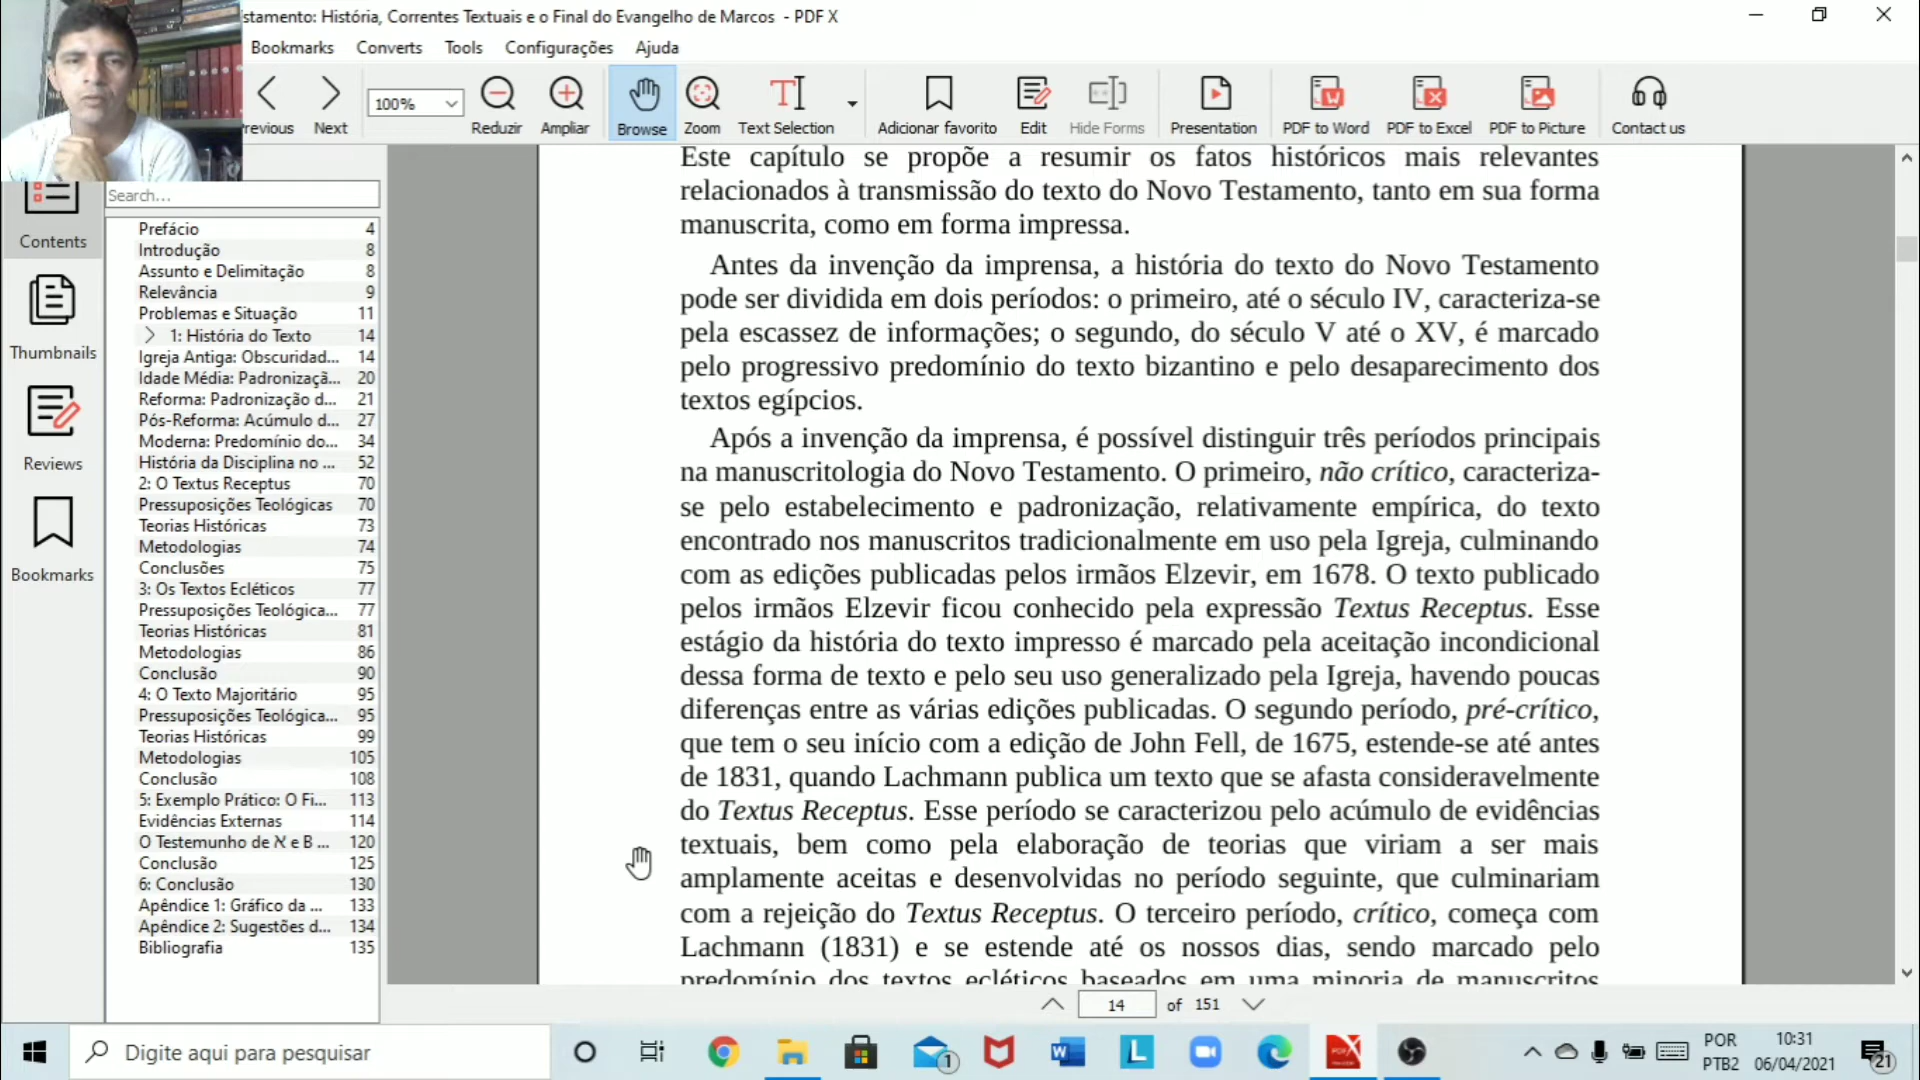 stamento: História, Correntes Textuais e o Final do Evangelho de Marcos - PDF X
Bookmarks Converts Tools Configurações Ajuda
revious Next 100% Reduzir Ampliar Browse Zoom Text Selection Adicionar favorito Edit Hide Forms Presentation PDF to Word PDF to Excel PDF to Picture Contact us
Contents
Thumbnails
Reviews
Bookmarks
Search...
Prefácio 4
Introdução 8
Assunto e Delimitação 8
Relevância 9
Problemas e Situação 11
1: História do Texto 14
Igreja Antiga: Obscuridad... 14
Idade Média: Padronizaçã... 20
Reforma: Padronização d... 21
Pós-Reforma: Acúmulo d... 27
Moderna: Predomínio do... 34
História da Disciplina no ... 52
2: O Textus Receptus 70
Pressuposições Teológicas 70
Teorias Históricas 73
Metodologias 74
Conclusões 75
3: Os Textos Ecléticos 77
Pressuposições Teológica... 77
Teorias Históricas 81
Metodologias 86
Conclusão 90
4: O Texto Majoritário 95
Pressuposições Teológica... 95
Teorias Históricas 99
Metodologias 105
Conclusão 108
5: Exemplo Prático: O Fi... 113
Evidências Externas 114
O Testemunho de א e B ... 120
Conclusão 125
6: Conclusão 130
Apêndice 1: Gráfico da ... 133
Apêndice 2: Sugestões d... 134
Bibliografia 135
Este capítulo se propõe a resumir os fatos históricos mais relevantes
relacionados à transmissão do texto do Novo Testamento, tanto em sua forma
manuscrita, como em forma impressa.
Antes da invenção da imprensa, a história do texto do Novo Testamento
pode ser dividida em dois períodos: o primeiro, até o século IV, caracteriza-se
pela escassez de informações; o segundo, do século V até o XV, é marcado
pelo progressivo predomínio do texto bizantino e pelo desaparecimento dos
textos egípcios.
Após a invenção da imprensa, é possível distinguir três períodos principais
na manuscritologia do Novo Testamento. O primeiro, não crítico, caracteriza-
se pelo estabelecimento e padronização, relativamente empírica, do texto
encontrado nos manuscritos tradicionalmente em uso pela Igreja, culminando
com as edições publicadas pelos irmãos Elzevir, em 1678. O texto publicado
pelos irmãos Elzevir ficou conhecido pela expressão Textus Receptus. Esse
estágio da história do texto impresso é marcado pela aceitação incondicional
dessa forma de texto e pelo seu uso generalizado pela Igreja, havendo poucas
diferenças entre as várias edições publicadas. O segundo período, pré-crítico,
que tem o seu início com a edição de John Fell, de 1675, estende-se até antes
de 1831, quando Lachmann publica um texto que se afasta consideravelmente
do Textus Receptus. Esse período se caracterizou pelo acúmulo de evidências
textuais, bem como pela elaboração de teorias que viriam a ser mais
amplamente aceitas e desenvolvidas no período seguinte, que culminariam
com a rejeição do Textus Receptus. O terceiro período, crítico, começa com
Lachmann (1831) e se estende até os nossos dias, sendo marcado pelo
predomínio dos textos ecléticos baseados em uma minoria de manuscritos
14 of 151
Digite aqui para pesquisar
1
POR
PTB2
10:31
06/04/2021
21